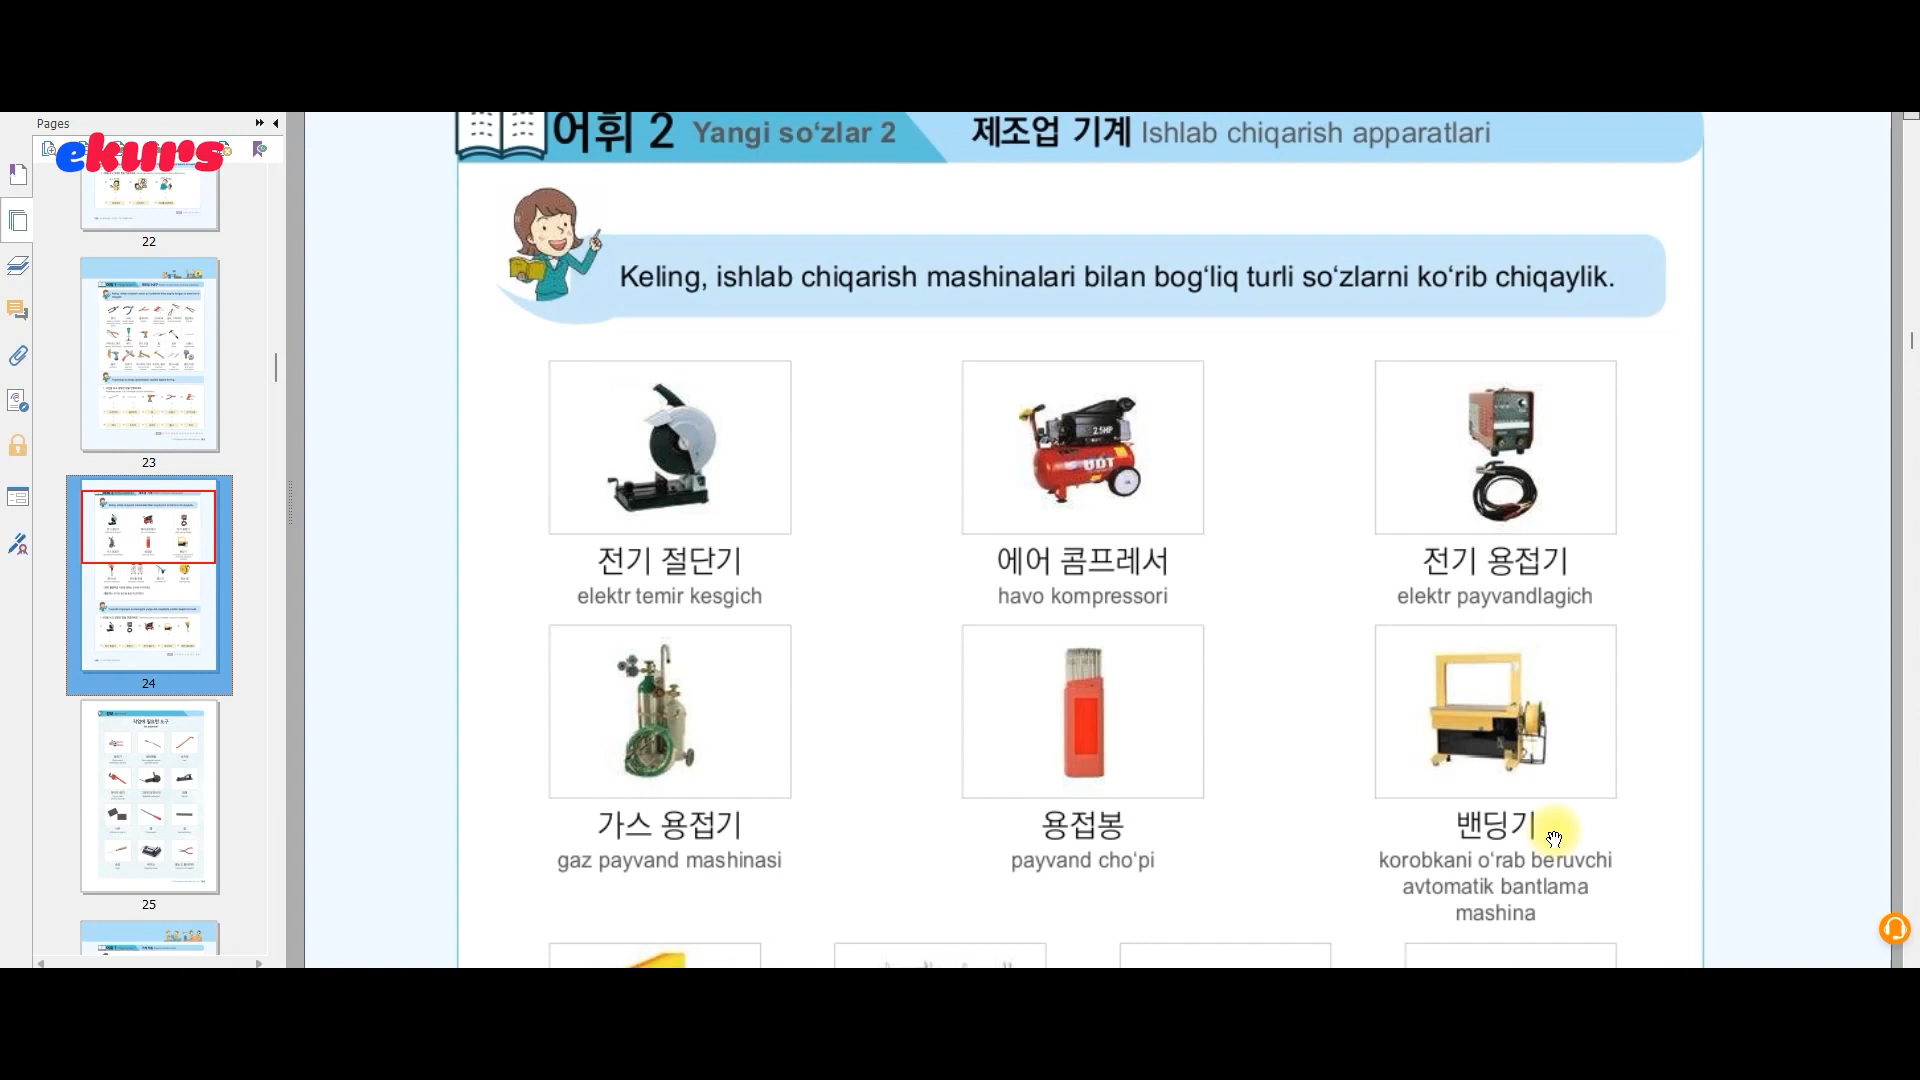 Pages
ekurs
22
23
24
25
어휘 2 Yangi so‘zlar 2 제조업 기계 Ishlab chiqarish apparatlari
Keling, ishlab chiqarish mashinalari bilan bog‘liq turli so‘zlarni ko‘rib chiqaylik.
2.5HP
UDT
전기 절단기 에어 콤프레서 전기 용접기
elektr temir kesgich havo kompressori elektr payvandlagich
가스 용접기 용접봉 밴딩기
gaz payvand mashinasi payvand cho‘pi korobkani o‘rab beruvchi
avtomatik bantlama
mashina